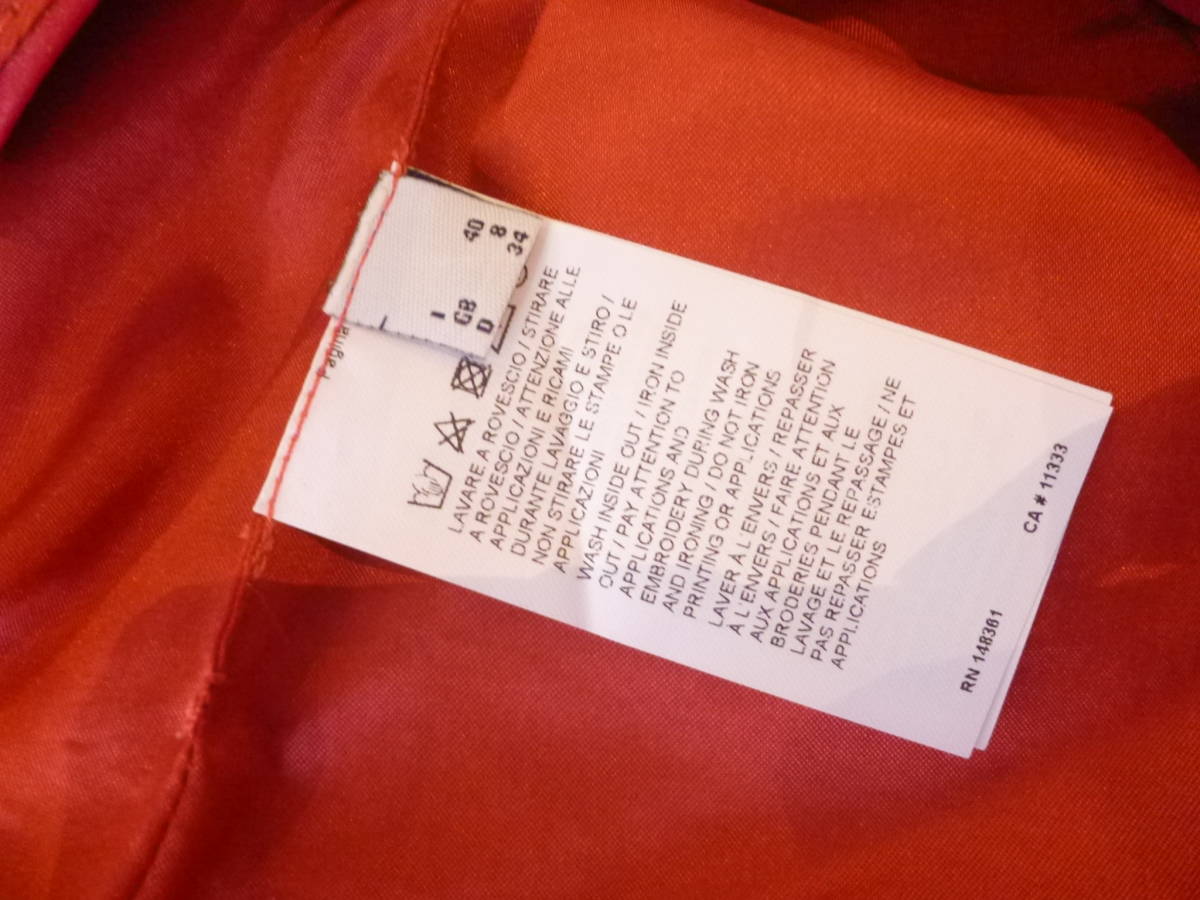 I 40
GB 8
D 34
Pagina
LAVARE A ROVESCIO / STIRARE
A ROVESCIO / ATTENZIONE ALLE
APPLICAZIONI E RICAMI
DURANTE LAVAGGIO E STIRO /
NON STIRARE LE STAMPE O LE
APPLICAZIONI
WASH INSIDE OUT / IRON INSIDE
OUT / PAY ATTENTION TO
APPLICATIONS AND
EMBROIDERY DURING WASH
AND IRONING / DO NOT IRON
PRINTING OR APPLICATIONS
LAVER À L'ENVERS / REPASSER
À L'ENVERS / FAIRE ATTENTION
AUX APPLICATIONS ET AUX
BRODERIES PENDANT LE
LAVAGE ET LE REPASSAGE / NE
PAS REPASSER ESTAMPES ET
APPLICATIONS
RN 148361 CA # 11333